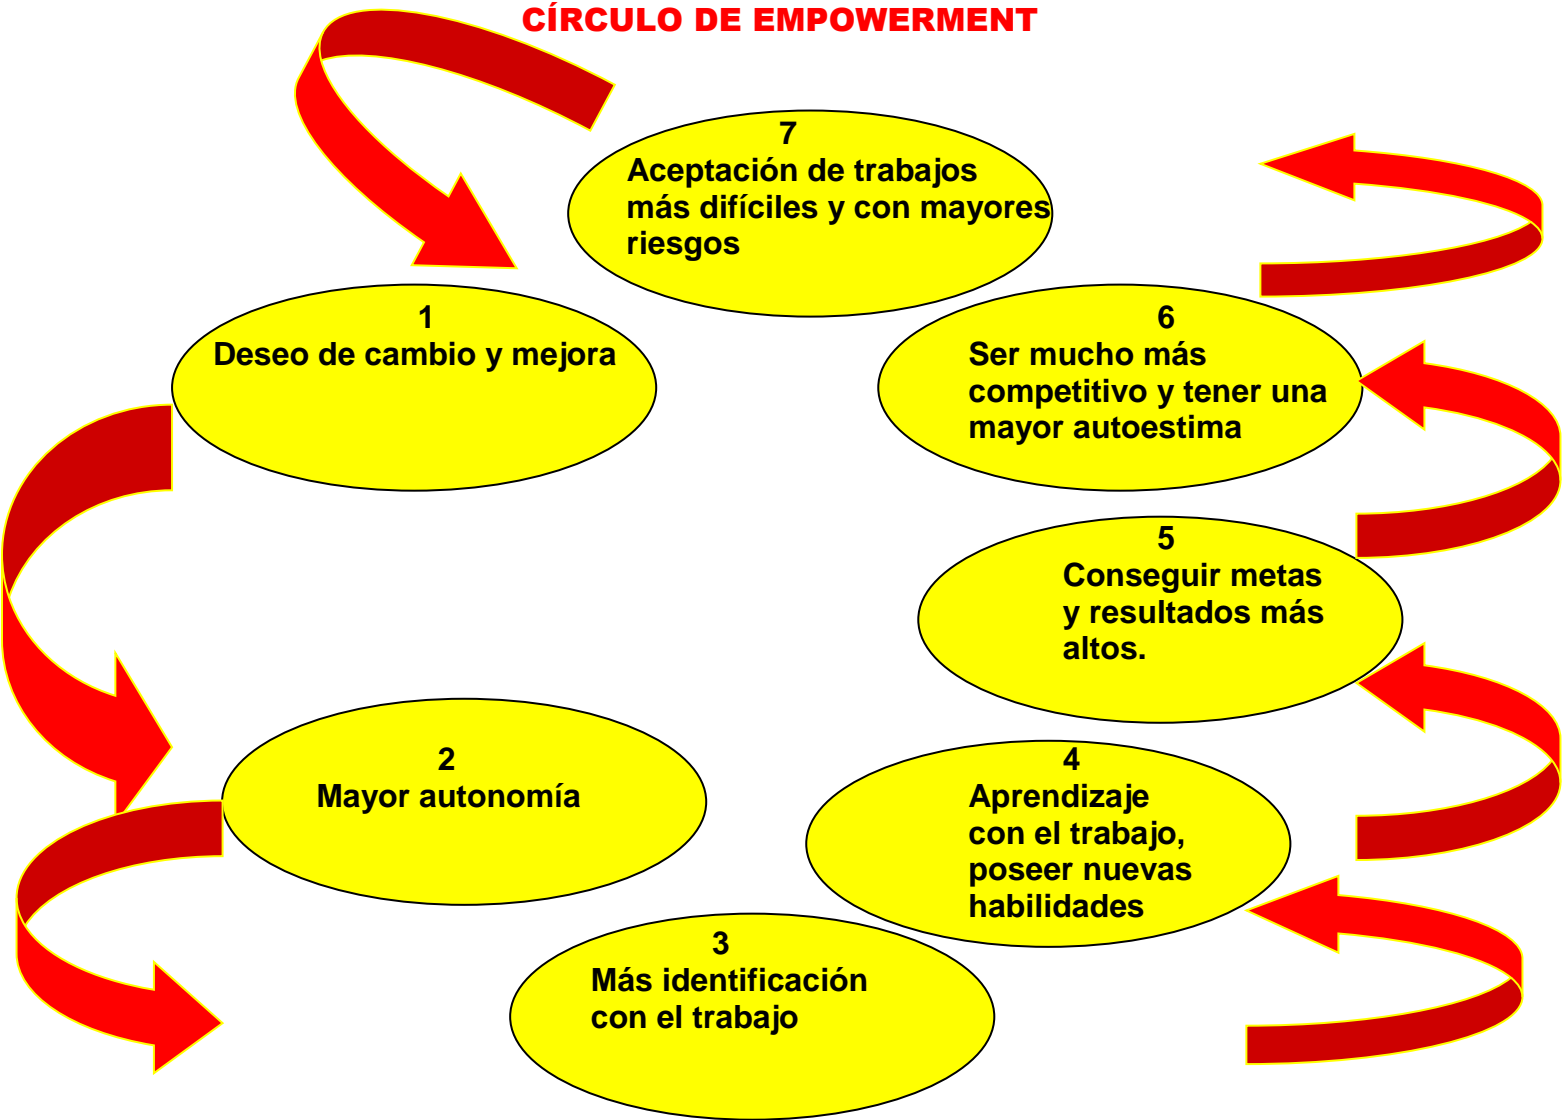 CÍRCULO DE EMPOWERMENT
7
Aceptación de trabajos
más difíciles y con mayores
riesgos
1
Deseo de cambio y mejora
6
Ser mucho más
competitivo y tener una
mayor autoestima
5
Conseguir metas
y resultados más
altos.
2
Mayor autonomía
4
Aprendizaje
con el trabajo,
poseer nuevas
habilidades
3
Más identificación
con el trabajo